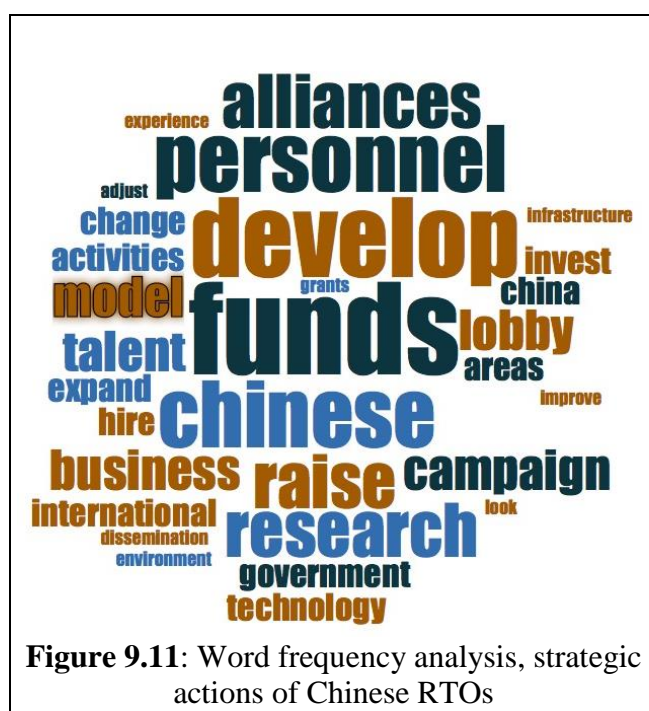 alliances
experience
personnel
adjust
change
develop
infrastructure
activities
invest
grants
china
model
funds
lobby
talent
areas
expand
chinese
improve
hire
business
raise
campaign
international
research
look
dissemination
environment
government
technology
Figure 9.11: Word frequency analysis, strategic
actions of Chinese RTOs